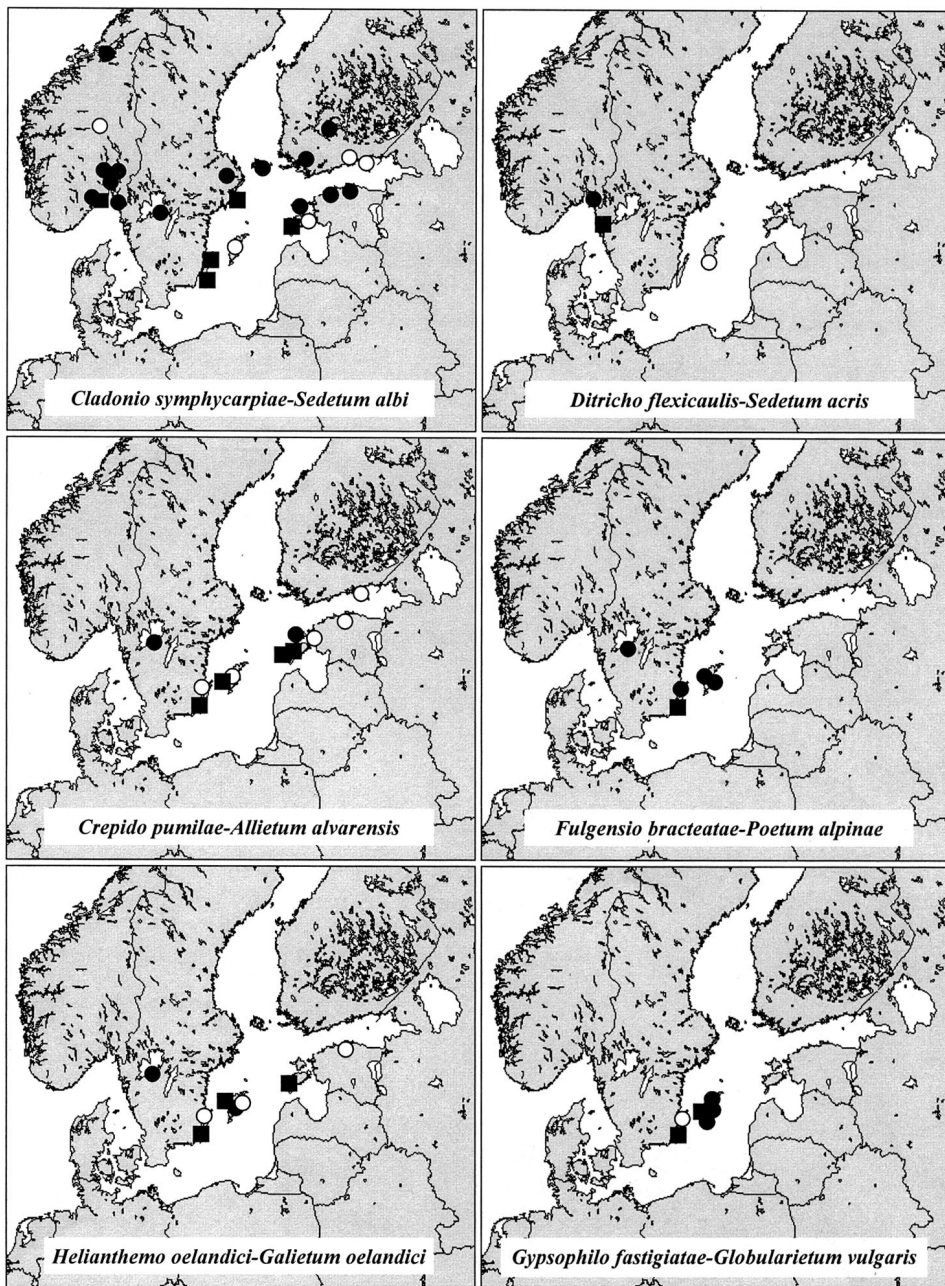 Cladonio symphycarpiae-Sedetum albi
Ditricho flexicaulis-Sedetum acris
Crepido pumilae-Allietum alvarensis
Fulgensio bracteatae-Poetum alpinae
Helianthemo oelandici-Galietum oelandici
Gypsophilo fastigiatae-Globularietum vulgaris